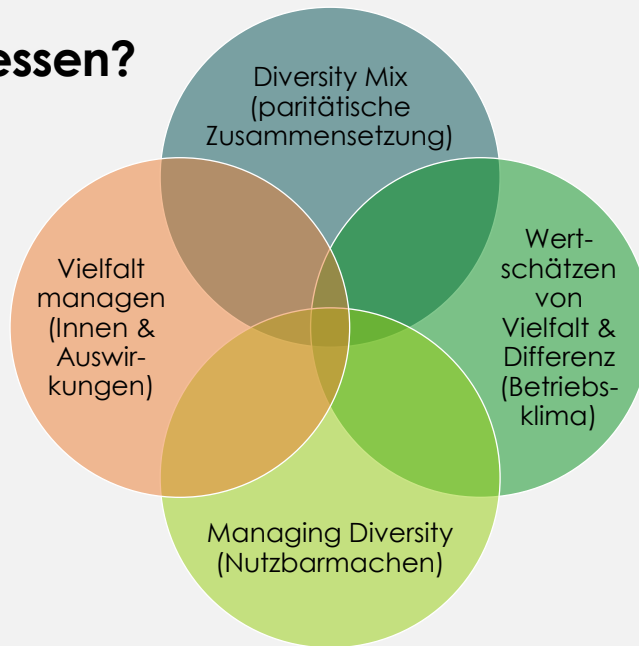 essen?
Diversity Mix
(paritätische
Zusammensetzung)
Vielfalt
managen
(Innen &
Auswir-
kungen)
Wert-
schätzen
von
Vielfalt &
Differenz
(Betriebs-
klima)
Managing Diversity
(Nutzbarmachen)